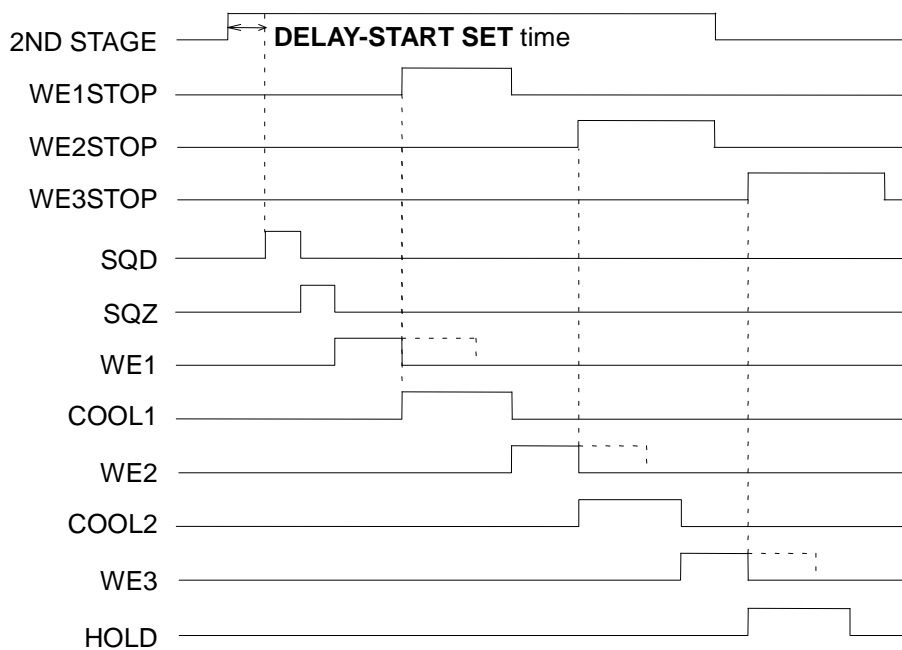 2ND STAGE
DELAY-START SET time
WE1STOP
WE2STOP
WE3STOP
SQD
SQZ
WE1
COOL1
WE2
COOL2
WE3
HOLD